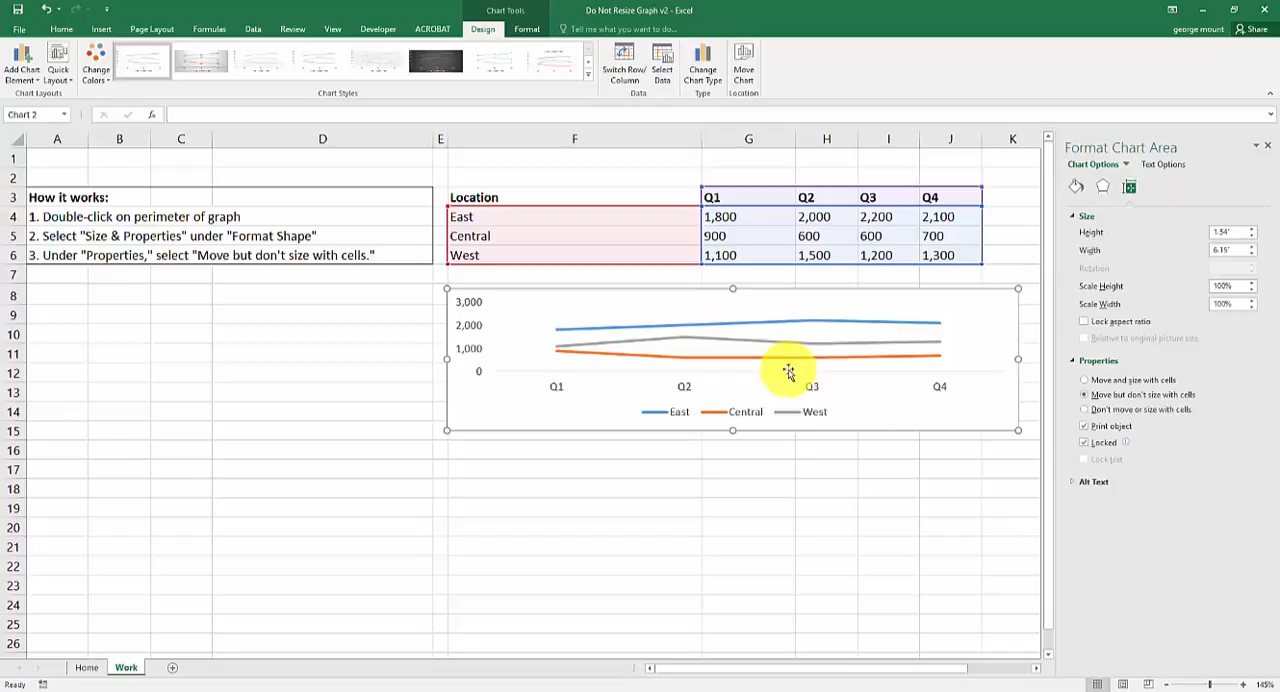 Chart Tools
Do Not Resize Graph v2 - Excel
File Home Insert Page Layout Formulas Data Review View Developer ACROBAT Design Format Tell me what you want to do... george mount Share
Add Chart Element Quick Layout Change Colors Switch Row/ Column Select Data Change Chart Type Move Chart
Chart Layouts Chart Styles Data Type Location
Chart 2 fx
A B C D E F G H I J K
1
2
3 How it works: Location Q1 Q2 Q3 Q4
4 1. Double-click on perimeter of graph East 1,800 2,000 2,200 2,100
5 2. Select "Size & Properties" under "Format Shape" Central 900 600 600 700
6 3. Under "Properties," select "Move but don't size with cells." West 1,100 1,500 1,200 1,300
7
8
9
10
11
12
13
14
15
16
17
18
19
20
21
22
23
24
25
26
3,000
2,000
1,000
0
Q1 Q2 Q3 Q4
East Central West
Format Chart Area
Chart Options Text Options
Size
Height 1.54"
Width 6.15"
Rotation
Scale Height 100%
Scale Width 100%
Lock aspect ratio
Relative to original picture size
Properties
Move and size with cells
Move but don't size with cells
Don't move or size with cells
Print object
Locked
Lock text
Alt Text
Home Work
Ready 145%